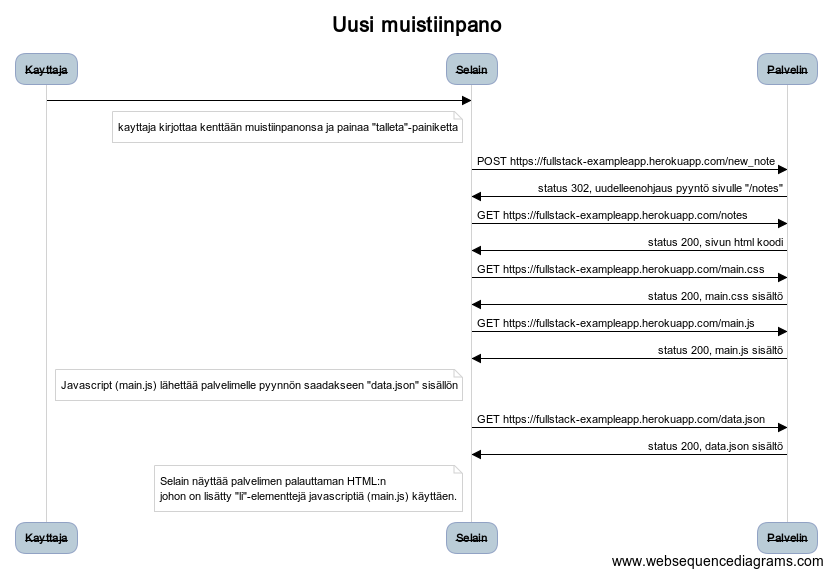 Uusi muistiinpano
Kayttaja
Selain
Palvelin
kayttaja kirjottaa kenttään muistiinpanonsa ja painaa "talleta"-painiketta
POST https://fullstack-exampleapp.herokuapp.com/new_note
status 302, uudelleenohjaus pyyntö sivulle "/notes"
GET https://fullstack-exampleapp.herokuapp.com/notes
status 200, sivun html koodi
GET https://fullstack-exampleapp.herokuapp.com/main.css
status 200, main.css sisältö
GET https://fullstack-exampleapp.herokuapp.com/main.js
status 200, main.js sisältö
Javascript (main.js) lähettää palvelimelle pyynnön saadakseen "data.json" sisällön
GET https://fullstack-exampleapp.herokuapp.com/data.json
status 200, data.json sisältö
Selain näyttää palvelimen palauttaman HTML:n
johon on lisätty "li"-elementtejä javascriptiä (main.js) käyttäen.
Kayttaja
Selain
Palvelin
www.websequencediagrams.com